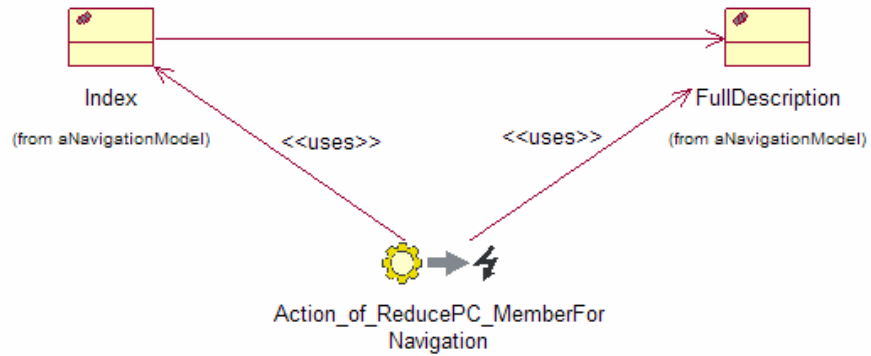 Index
FullDescription
(from aNavigationModel)
(from aNavigationModel)
<<uses>>
<<uses>>
Action_of_ReducePC_MemberFor
Navigation